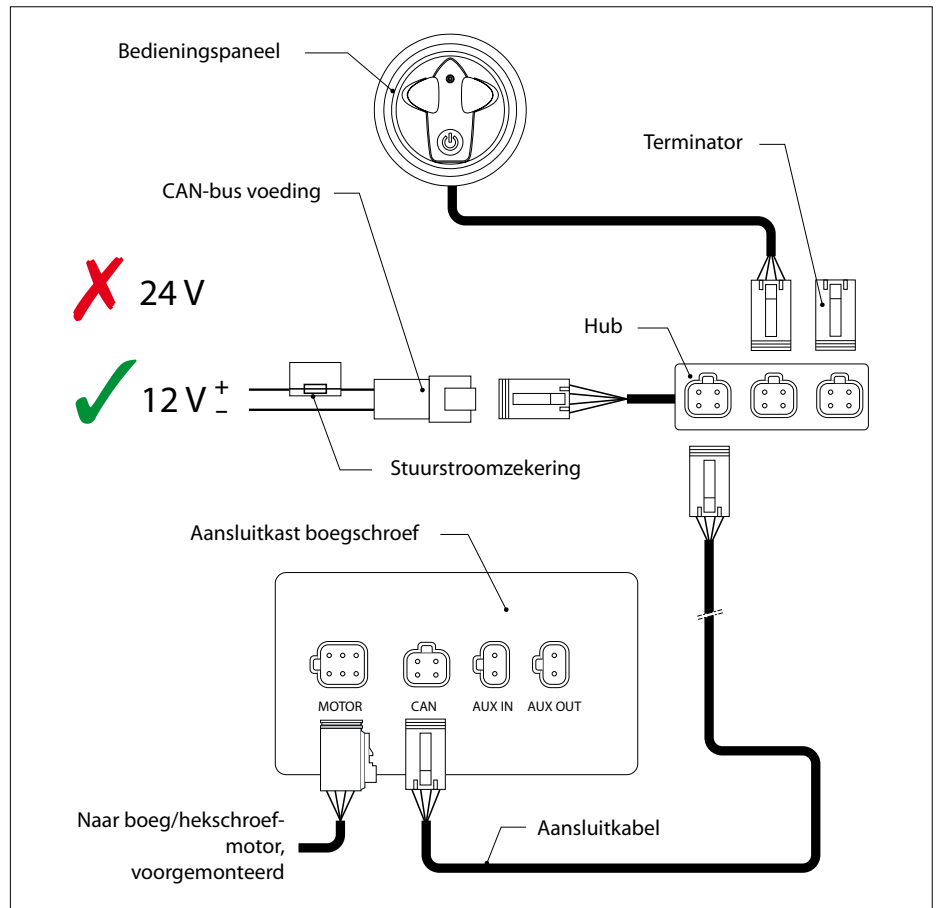 Bedieningspaneel
Terminator
CAN-bus voeding
24 V
Hub
12 V + –
Stuurstroomzekering
Aansluitkast boegschroef
MOTOR CAN AUX IN AUX OUT
Naar boeg/hekschroef-
motor,
voorgemonteerd
Aansluitkabel